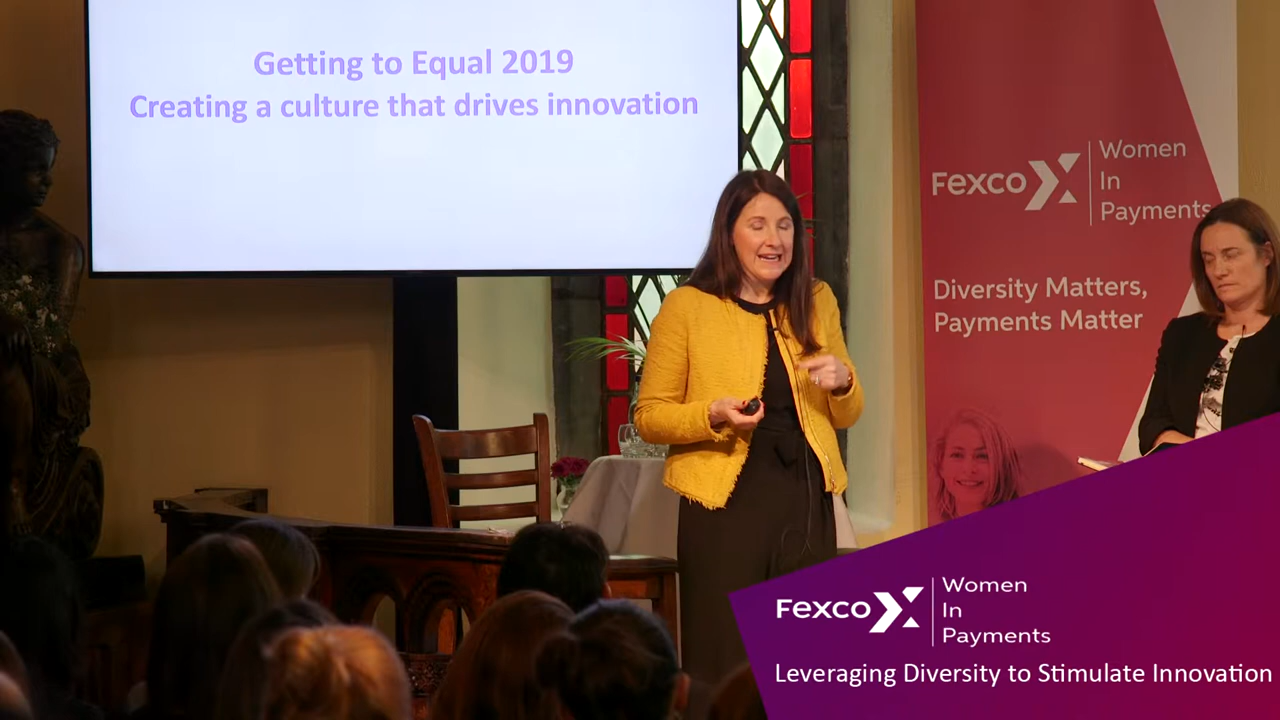 Getting to Equal 2019
Creating a culture that drives innovation
Fexco
Women
In
Payments
Diversity Matters,
Payments Matter
Fexco
Women
In
Payments
Leveraging Diversity to Stimulate Innovation